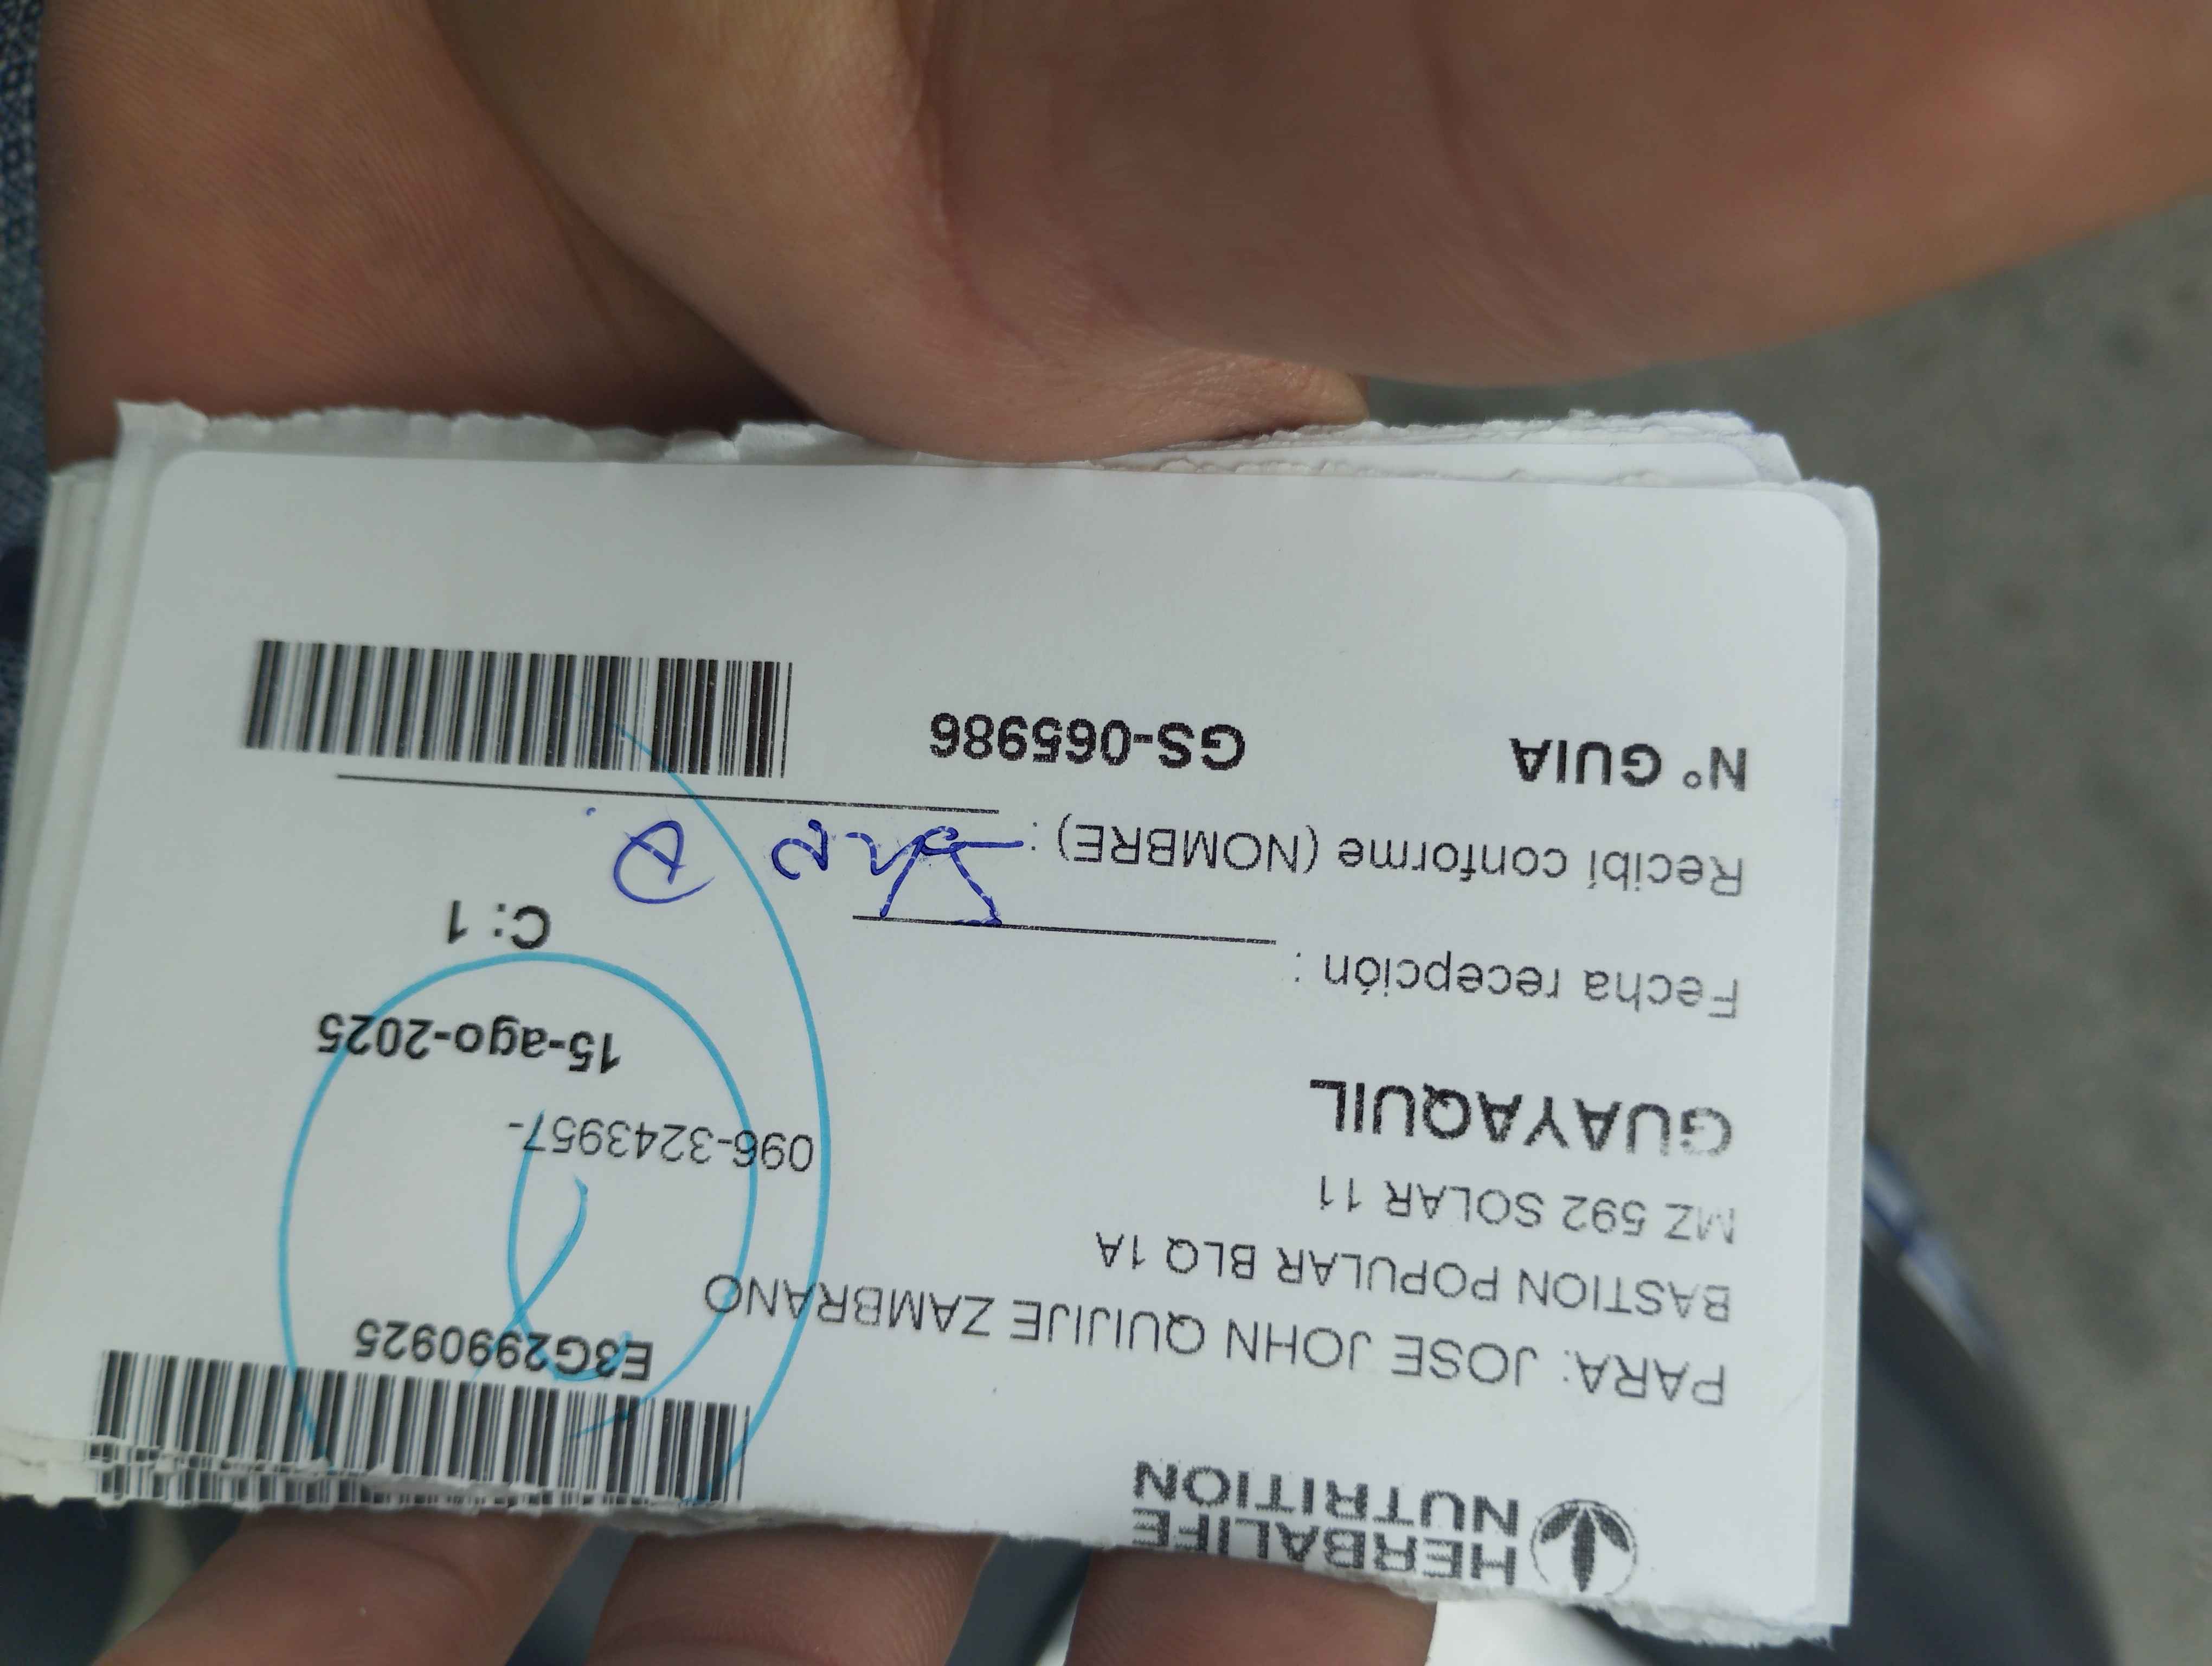 HERBALIFE
NUTRITION
E3G2990925
PARA: JOSE JOHN QUIJIJE ZAMBRANO
BASTION POPULAR BLQ 1A
MZ 592 SOLAR 11
096-3243957-
GUAYAQUIL
15-ago-2025
Fecha recepción :
C: 1
Recibí conforme (NOMBRE) :
N° GUIA GS-065986